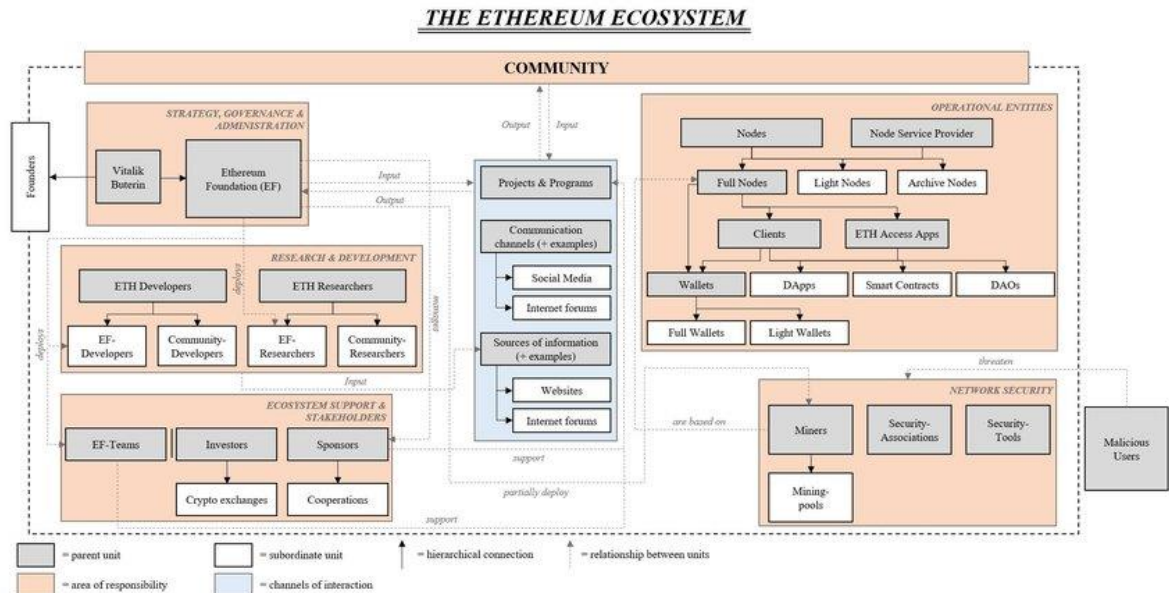 THE ETHEREUM ECOSYSTEM
COMMUNITY
Founders
STRATEGY, GOVERNANCE &
ADMINISTRATION
Vitalik
Buterin
Ethereum
Foundation (EF)
Output
Input
Input
Output
RESEARCH & DEVELOPMENT
ETH Developers
ETH Researchers
EF-
Developers
Community-
Developers
EF-
Researchers
Community-
Researchers
deploys
deploys
manages
Input
ECOSYSTEM SUPPORT &
STAKEHOLDERS
EF-Teams
Investors
Sponsors
Crypto exchanges
Cooperations
support
support
partially deploy
are based on
Projects & Programs
Communication
channels (+ examples)
Social Media
Internet forums
Sources of information
(+ examples)
Websites
Internet forums
OPERATIONAL ENTITIES
Nodes
Node Service Provider
Full Nodes
Light Nodes
Archive Nodes
Clients
ETH Access Apps
Wallets
DApps
Smart Contracts
DAOs
Full Wallets
Light Wallets
threaten
NETWORK SECURITY
Miners
Security-
Associations
Security-
Tools
Mining-
pools
Malicious
Users
= parent unit
= subordinate unit
= hierarchical connection
= relationship between units
= area of responsibility
= channels of interaction